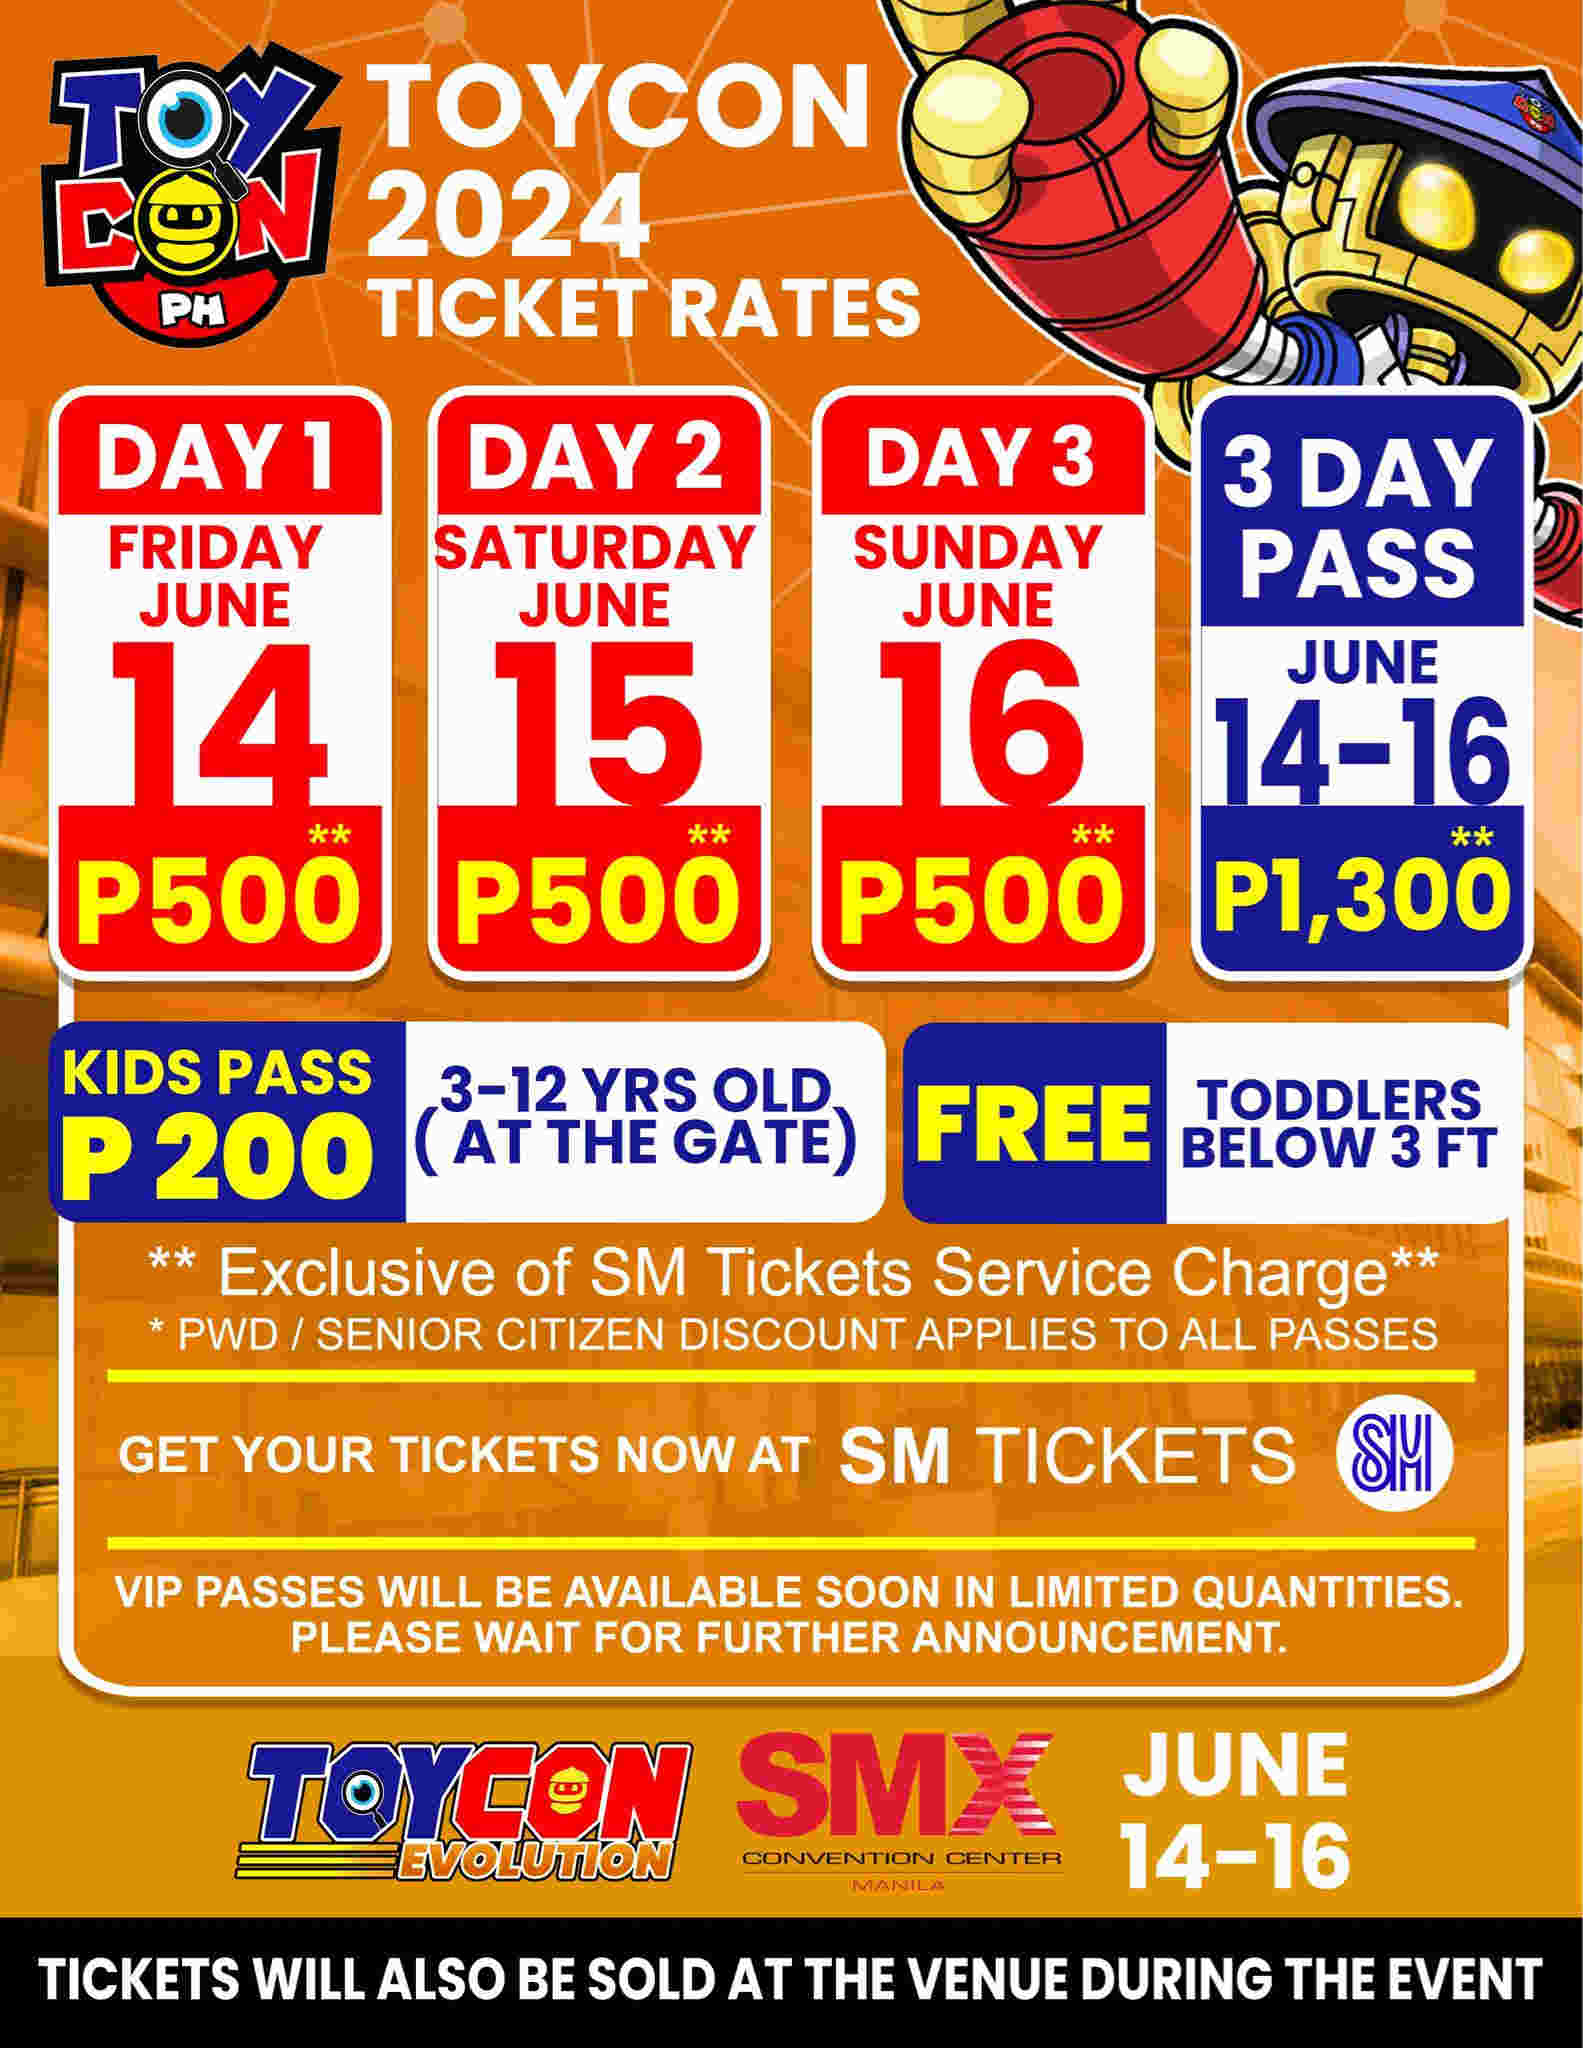 TOYCON
PH
TOYCON
2024
TICKET RATES
DAY 1
FRIDAY
JUNE
14
**
P500
DAY 2
SATURDAY
JUNE
15
**
P500
DAY 3
SUNDAY
JUNE
16
**
P500
3 DAY
PASS
JUNE
14-16
**
P1,300
KIDS PASS
P 200
3-12 YRS OLD
( AT THE GATE)
FREE
TODDLERS
BELOW 3 FT
** Exclusive of SM Tickets Service Charge**
* PWD / SENIOR CITIZEN DISCOUNT APPLIES TO ALL PASSES
GET YOUR TICKETS NOW AT SM TICKETS SM
VIP PASSES WILL BE AVAILABLE SOON IN LIMITED QUANTITIES.
PLEASE WAIT FOR FURTHER ANNOUNCEMENT.
TOYCON
EVOLUTION
SMX
CONVENTION CENTER
MANILA
JUNE
14-16
TICKETS WILL ALSO BE SOLD AT THE VENUE DURING THE EVENT